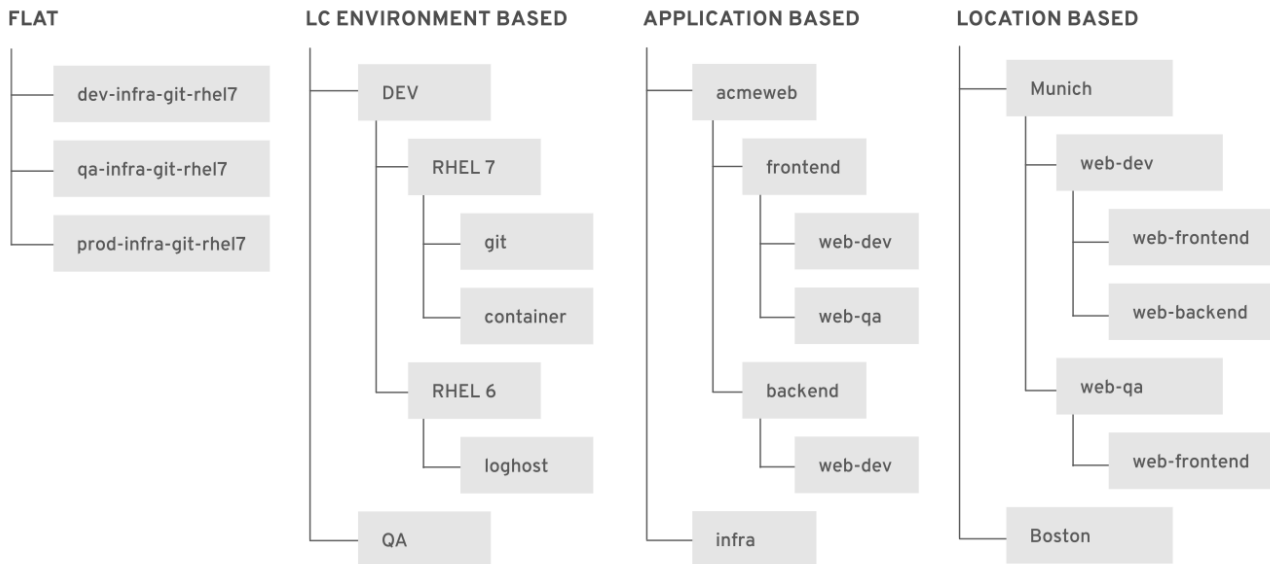 FLAT
dev-infra-git-rhel7
qa-infra-git-rhel7
prod-infra-git-rhel7
LC ENVIRONMENT BASED
DEV
RHEL 7
git
container
RHEL 6
loghost
QA
APPLICATION BASED
acmeweb
frontend
web-dev
web-qa
backend
web-dev
infra
LOCATION BASED
Munich
web-dev
web-frontend
web-backend
web-qa
web-frontend
Boston